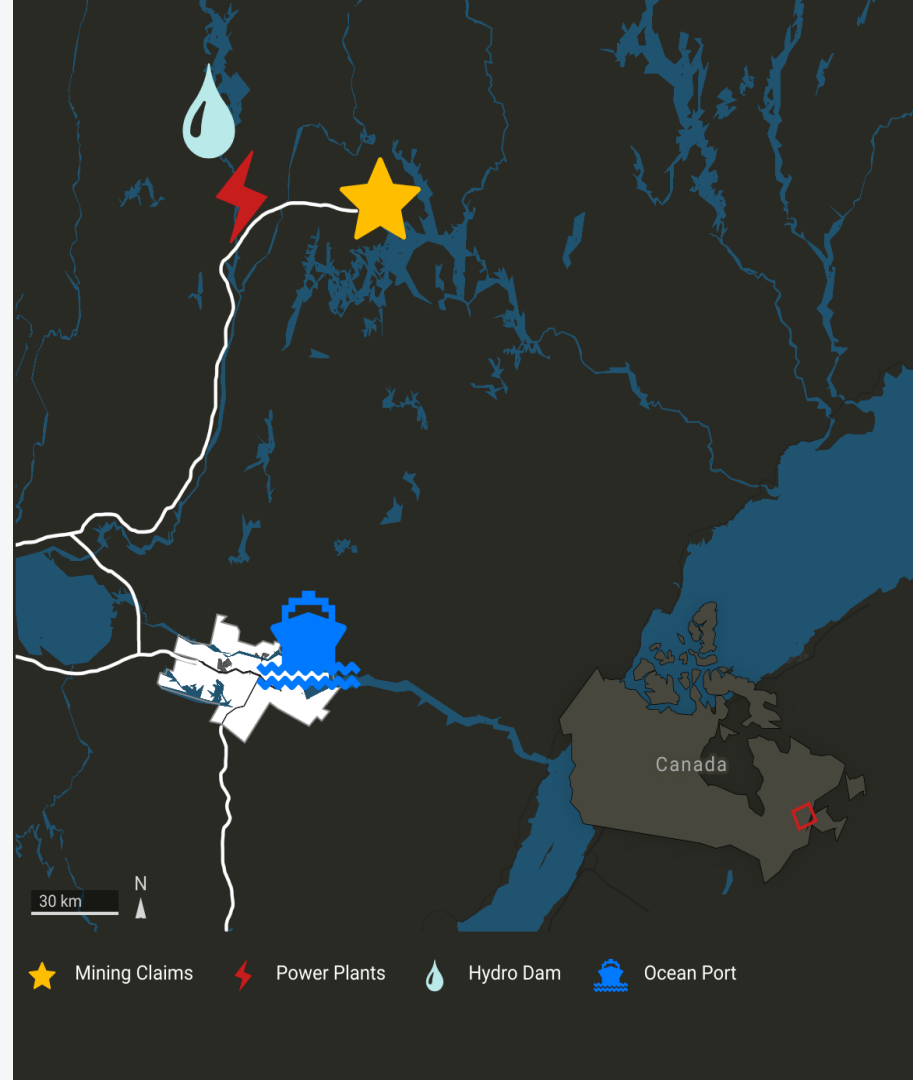 Canada
N
30 km
Mining Claims
Power Plants
Hydro Dam
Ocean Port